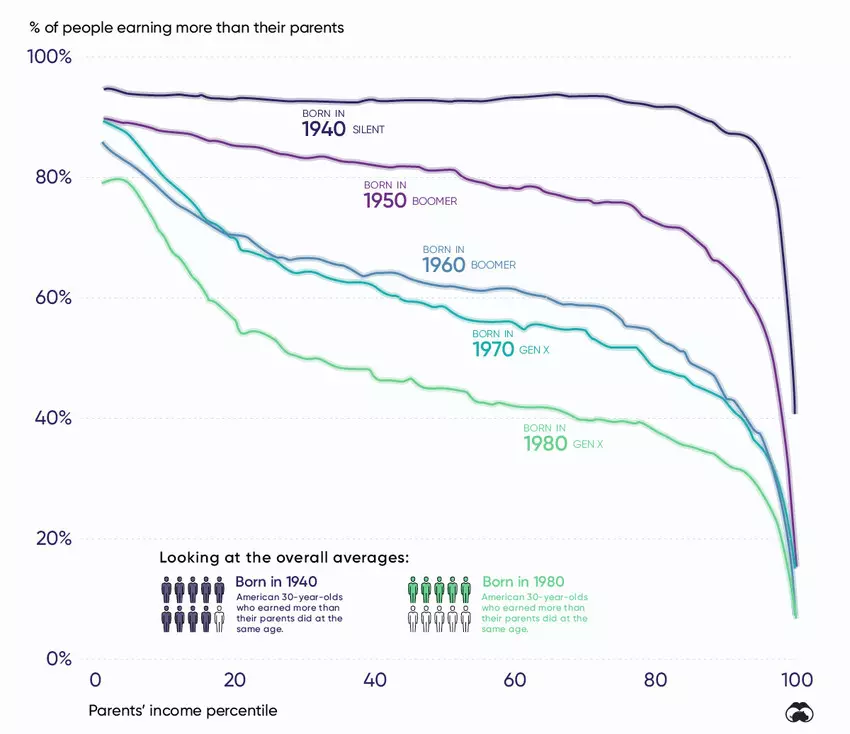 % of people earning more than their parents
100%
BORN IN
1940 SILENT
80%
BORN IN
1950 BOOMER
BORN IN
1960 BOOMER
60%
BORN IN
1970 GEN X
40%
BORN IN
1980 GEN X
20%
Looking at the overall averages:
Born in 1940
American 30-year-olds
who earned more than
their parents did at the
same age.
Born in 1980
American 30-year-olds
who earned more than
their parents did at the
same age.
0%
0 20 40 60 80 100
Parents' income percentile